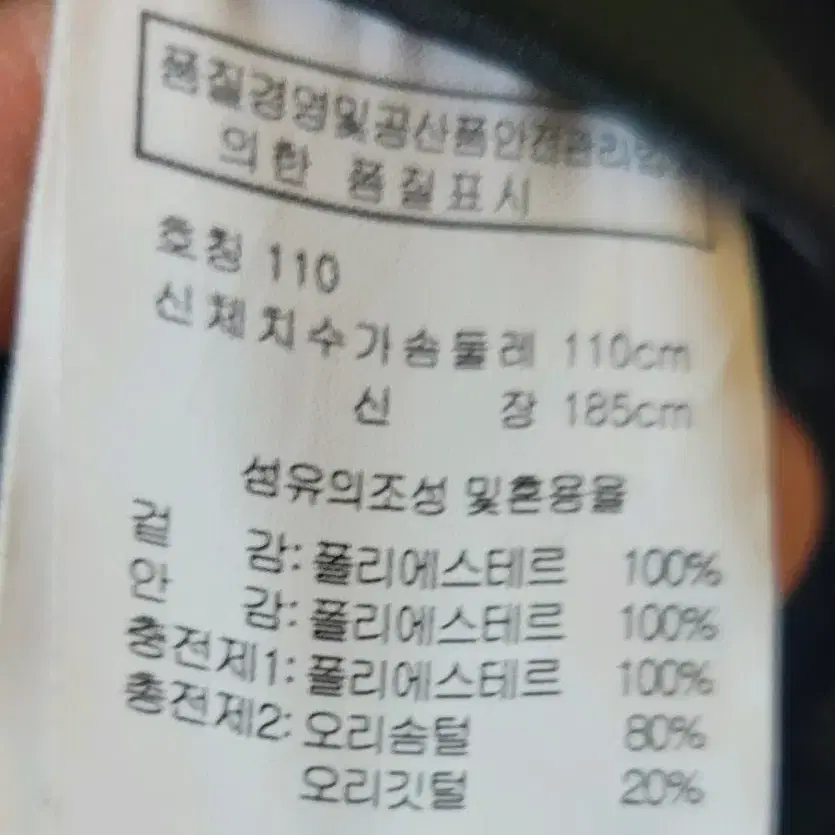 품질경영및공산품안전관리법에
의한 품질표시
호칭 110
신체치수가슴둘레 110cm
신 장 185cm
섬유의조성 및혼용율
겉 감: 폴리에스테르 100%
안 감: 폴리에스테르 100%
충전제1: 폴리에스테르 100%
충전제2: 오리솜털 80%
오리깃털 20%